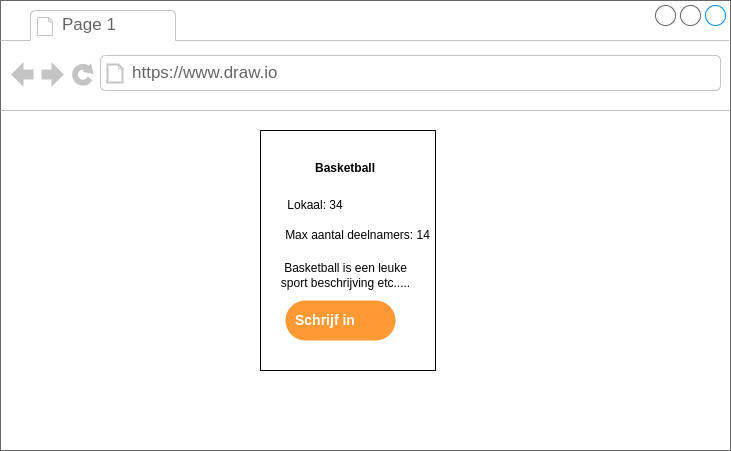 Page 1
https://www.draw.io
Basketball
Lokaal: 34
Max aantal deelnamers: 14
Basketball is een leuke
sport beschrijving etc.....
Schrijf in